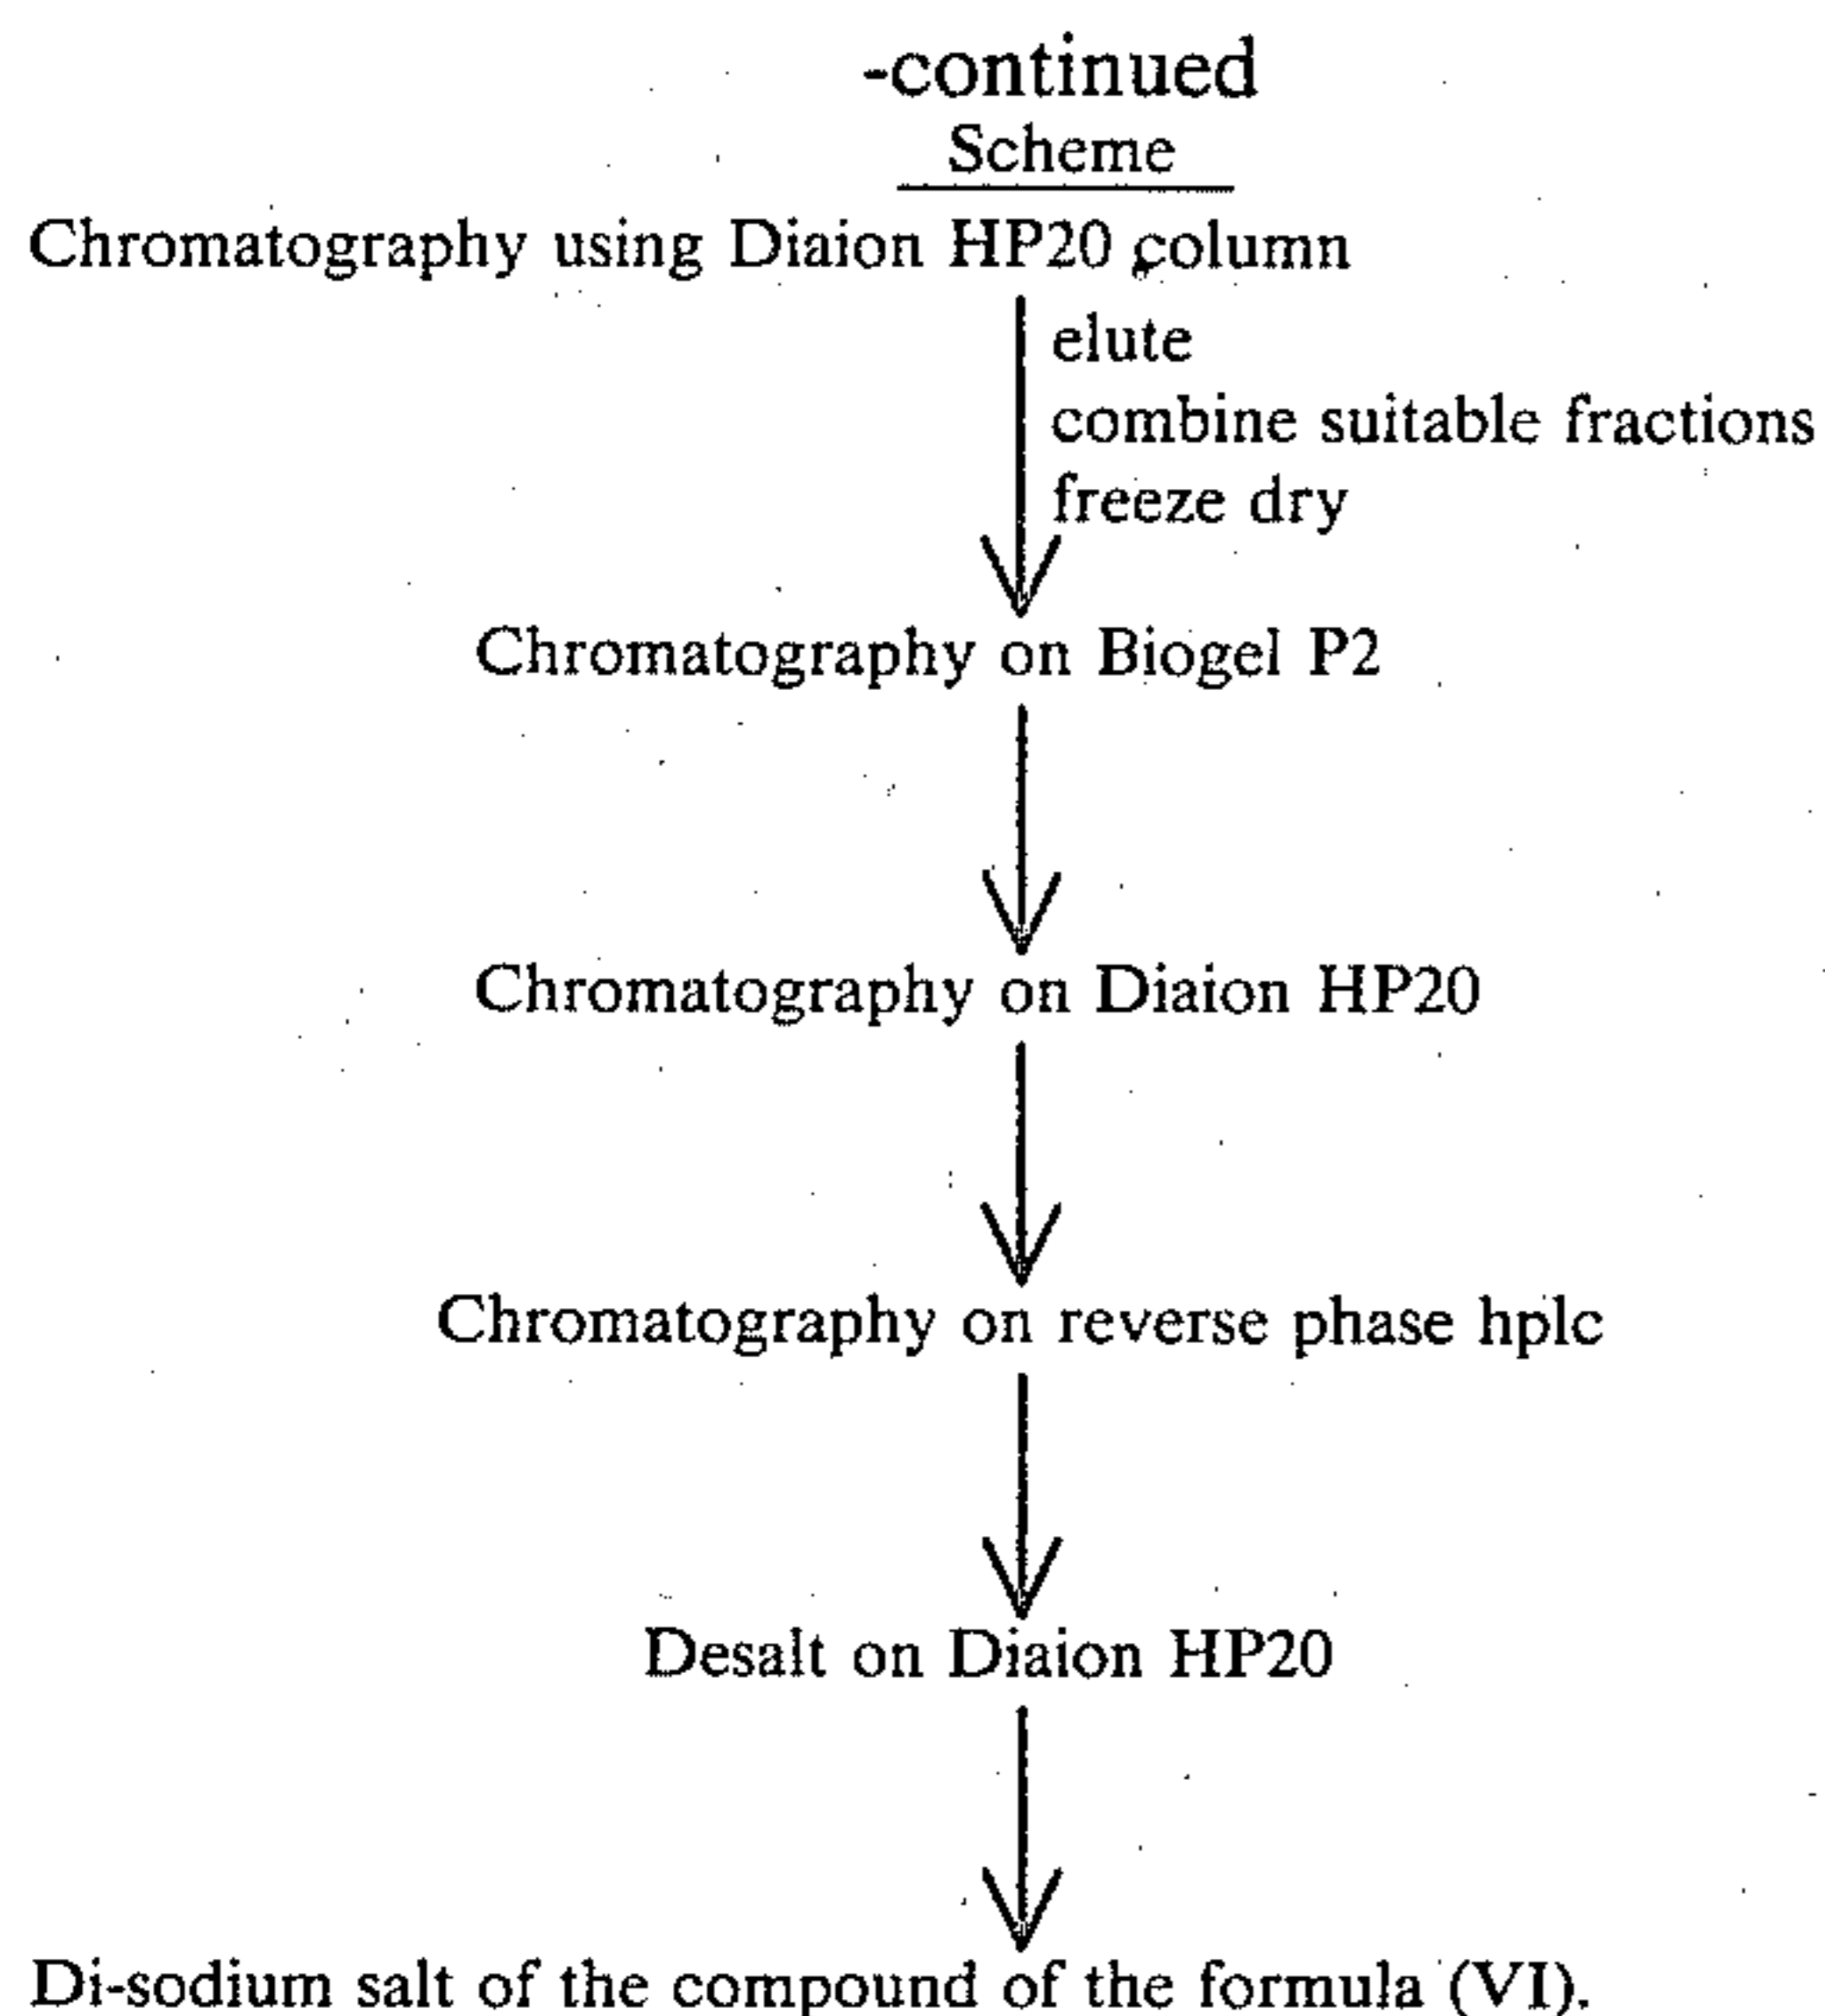 -continued
Scheme
Chromatography using Diaion HP20 column
elute
combine suitable fractions
freeze dry
Chromatography on Biogel P2
Chromatography on Diaion HP20
Chromatography on reverse phase hplc
Desalt on Diaion HP20
Di-sodium salt of the compound of the formula (VI).